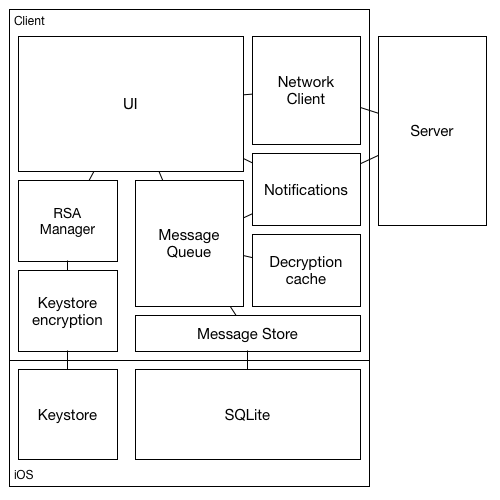 Client
UI
Network
Client
Server
RSA
Manager
Message
Queue
Notifications
Decryption
cache
Keystore
encryption
Message Store
Keystore
SQLite
iOS